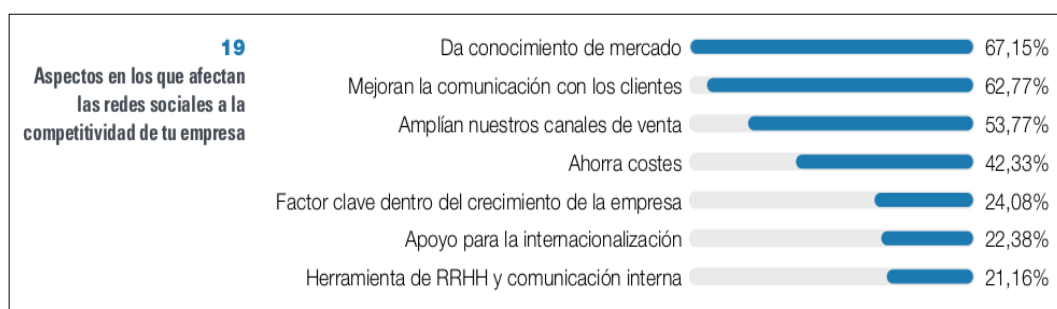 19
Aspectos en los que afectan
las redes sociales a la
competitividad de tu empresa
Da conocimiento de mercado 67,15%
Mejoran la comunicación con los clientes 62,77%
Amplían nuestros canales de venta 53,77%
Ahorra costes 42,33%
Factor clave dentro del crecimiento de la empresa 24,08%
Apoyo para la internacionalización 22,38%
Herramienta de RRHH y comunicación interna 21,16%